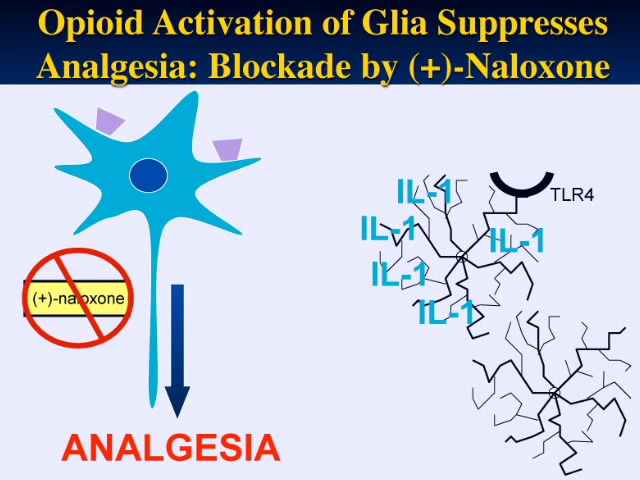 Opioid Activation of Glia Suppresses
Analgesia: Blockade by (+)-Naloxone
IL-1
TLR4
IL-1
IL-1
IL-1
(+)-naloxone
IL-1
ANALGESIA